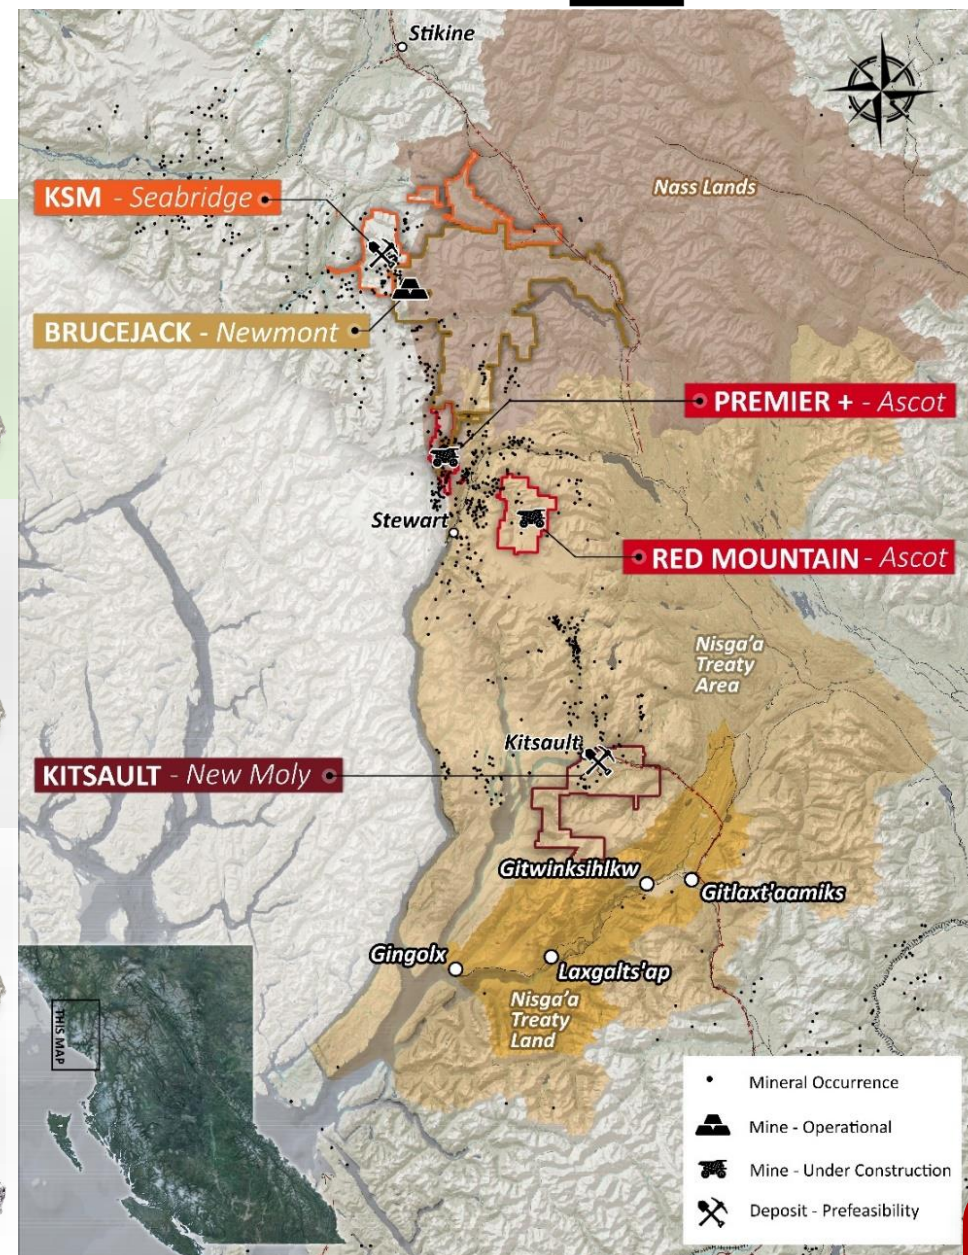 Stikine
Nass Lands
KSM - Seabridge
BRUCEJACK - Newmont
PREMIER + - Ascot
Stewart
RED MOUNTAIN - Ascot
Nisga'a
Treaty
Area
Kitsault
KITSAULT - New Moly
Gitwinksihlkw
Gitlaxt'aamiks
Gingolx
Laxgalts'ap
Nisga'a
Treaty
Land
THIS MAP
Mineral Occurrence
Mine - Operational
Mine - Under Construction
Deposit - Prefeasibility